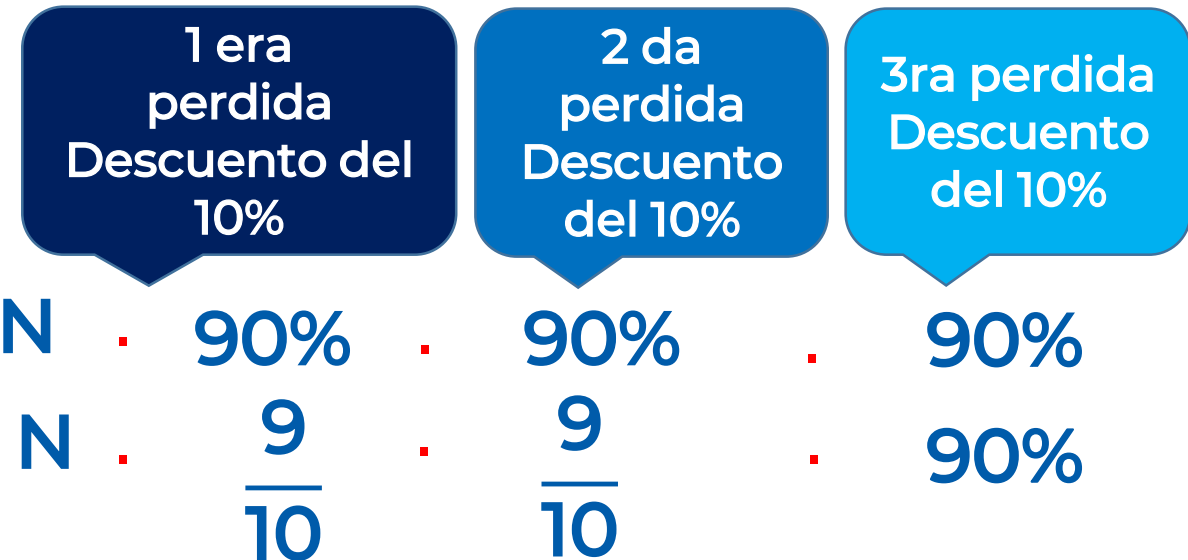 1 era
perdida
Descuento del
10%
2 da
perdida
Descuento
del 10%
3ra perdida
Descuento
del 10%
N . 90% . 90% . 90%
N . 9/10 . 9/10 . 90%